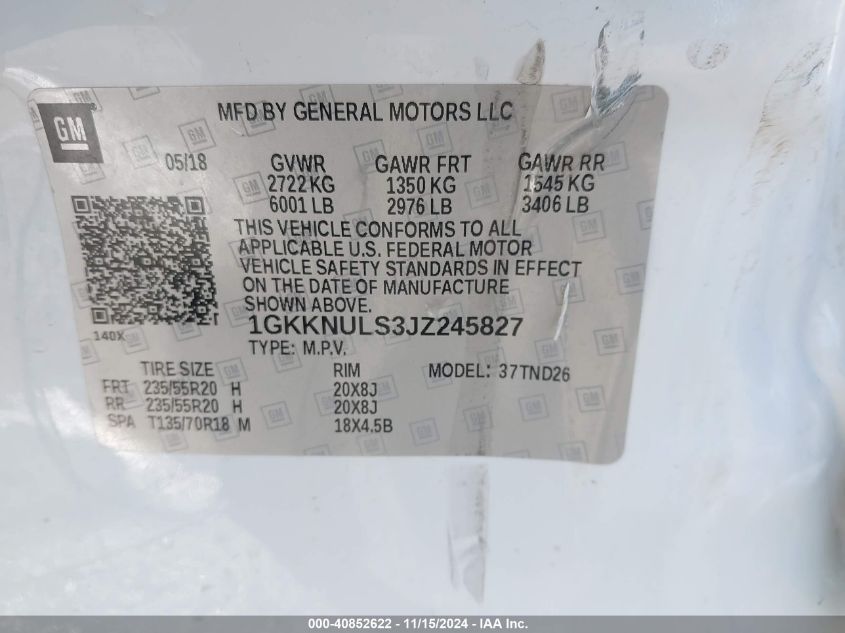 GM
MFD BY GENERAL MOTORS LLC
05/18 GVWR GAWR FRT GAWR RR
2722 KG 1350 KG 1545 KG
6001 LB 2976 LB 3406 LB
THIS VEHICLE CONFORMS TO ALL
APPLICABLE U.S. FEDERAL MOTOR
VEHICLE SAFETY STANDARDS IN EFFECT
ON THE DATE OF MANUFACTURE
SHOWN ABOVE.
1GKKNULS3JZ245827
140X
TYPE: M.P.V.
MODEL: 37TND26
TIRE SIZE RIM
FRT 235/55R20 H 20X8J
RR 235/55R20 H 20X8J
SPA T135/70R18 M 18X4.5B
000-40852622 - 11/15/2024 - IAA Inc.